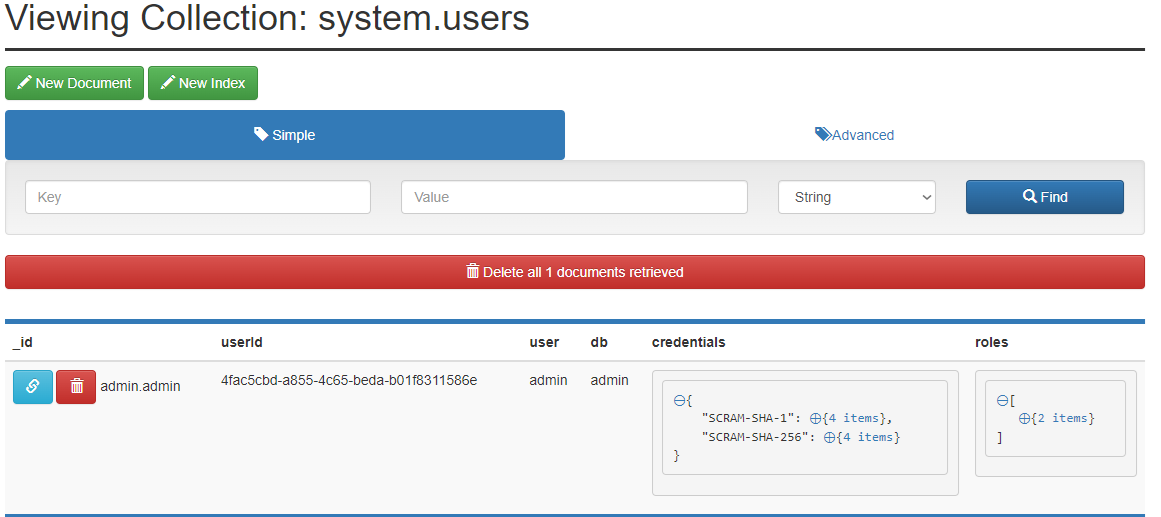 Viewing Collection: system.users
New Document New Index
Simple Advanced
Key Value String Find
Delete all 1 documents retrieved
_id userId user db credentials roles
admin.admin 4fac5cbd-a855-4c65-beda-b01f8311586e admin admin
{
"SCRAM-SHA-1": {4 items},
"SCRAM-SHA-256": {4 items}
}
[
{2 items}
]